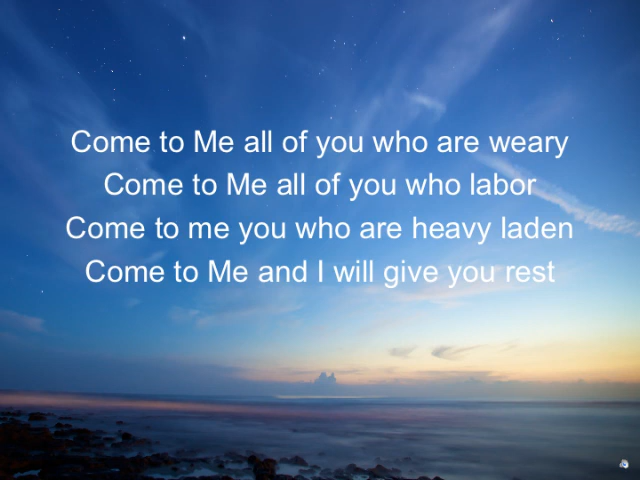 Come to Me all of you who are weary
Come to Me all of you who labor
Come to me you who are heavy laden
Come to Me and I will give you rest